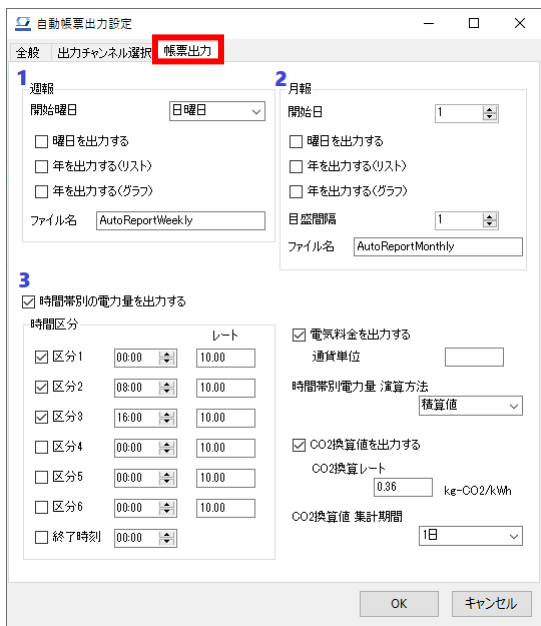 自動帳票出力設定
全般 出力チャンネル選択 帳票出力
1
週報
開始曜日 日曜日
曜日を出力する
年を出力する(リスト)
年を出力する(グラフ)
ファイル名 AutoReportWeekly
2
月報
開始日 1
曜日を出力する
年を出力する(リスト)
年を出力する(グラフ)
目盛間隔 1
ファイル名 AutoReportMonthly
3
時間帯別の電力量を出力する
時間区分
レート
区分1 00:00 10.00
区分2 08:00 10.00
区分3 16:00 10.00
区分4 00:00 10.00
区分5 00:00 10.00
区分6 00:00 10.00
終了時刻 00:00
電気料金を出力する
通貨単位
時間帯別電力量 演算方法
積算値
CO2換算値を出力する
CO2換算レート
0.36 kg-CO2/kWh
CO2換算値 集計期間
1日
OK キャンセル